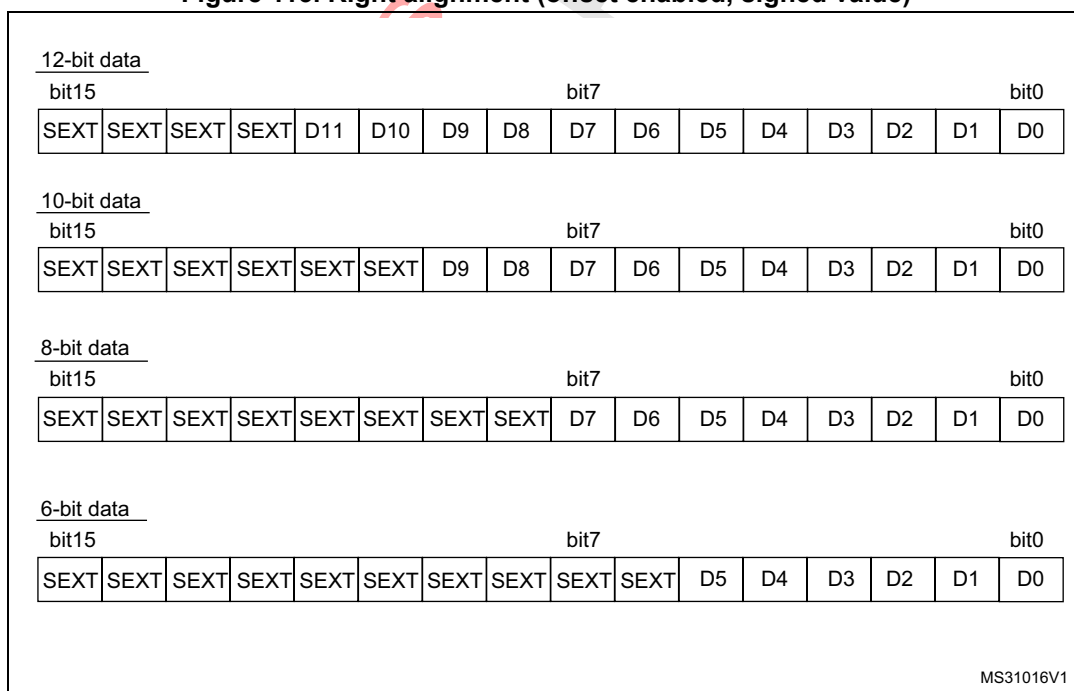 Figure 113. Right alignment (offset enabled, signed value)
12-bit data
bit15 bit7 bit0
SEXT SEXT SEXT SEXT D11 D10 D9 D8 D7 D6 D5 D4 D3 D2 D1 D0
10-bit data
bit15 bit7 bit0
SEXT SEXT SEXT SEXT SEXT SEXT D9 D8 D7 D6 D5 D4 D3 D2 D1 D0
8-bit data
bit15 bit7 bit0
SEXT SEXT SEXT SEXT SEXT SEXT SEXT SEXT D7 D6 D5 D4 D3 D2 D1 D0
6-bit data
bit15 bit7 bit0
SEXT SEXT SEXT SEXT SEXT SEXT SEXT SEXT SEXT SEXT D5 D4 D3 D2 D1 D0
MS31016V1